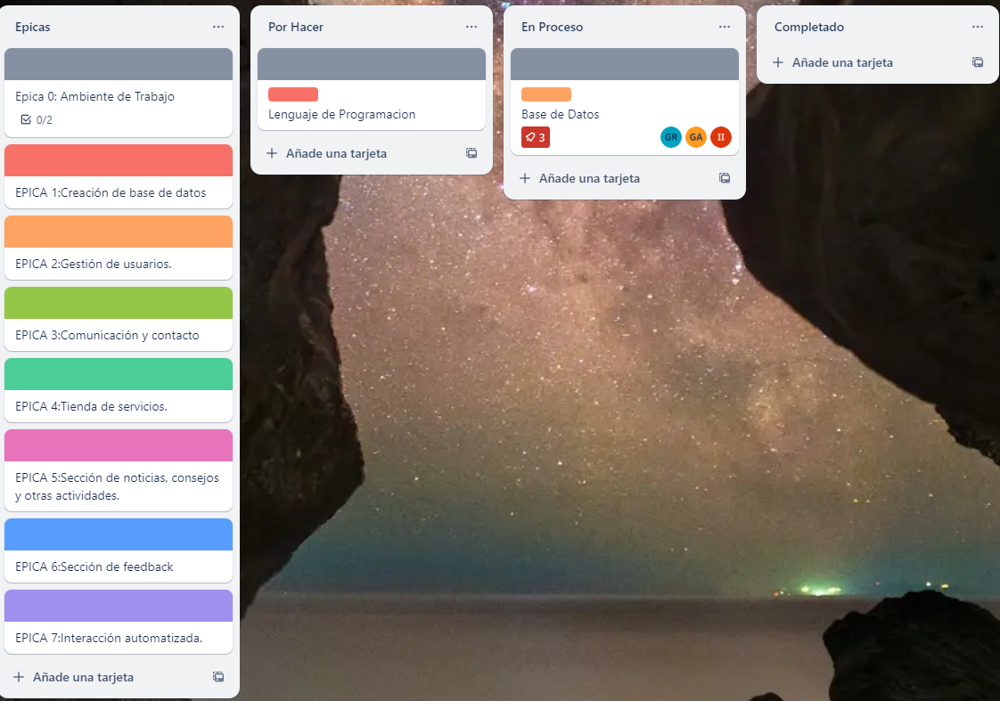 Epicas
Epica 0: Ambiente de Trabajo
0/2
EPICA 1:Creación de base de datos
EPICA 2:Gestión de usuarios.
EPICA 3:Comunicación y contacto
EPICA 4:Tienda de servicios.
EPICA 5:Sección de noticias, consejos
y otras actividades.
EPICA 6:Sección de feedback
EPICA 7:Interacción automatizada.
Añade una tarjeta
Por Hacer
Lenguaje de Programacion
Añade una tarjeta
En Proceso
Base de Datos
3 GR GA II
Añade una tarjeta
Completado
Añade una tarjeta